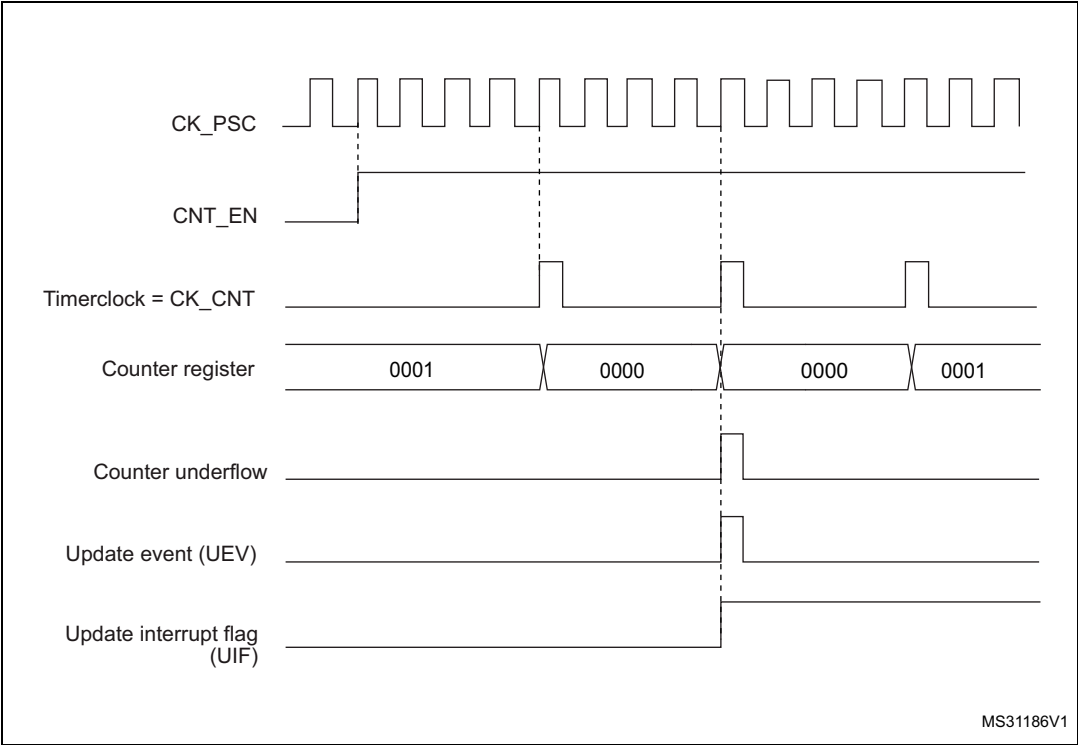 CK_PSC
CNT_EN
Timerclock = CK_CNT
Counter register 0001 0000 0000 0001
Counter underflow
Update event (UEV)
Update interrupt flag
(UIF)
MS31186V1